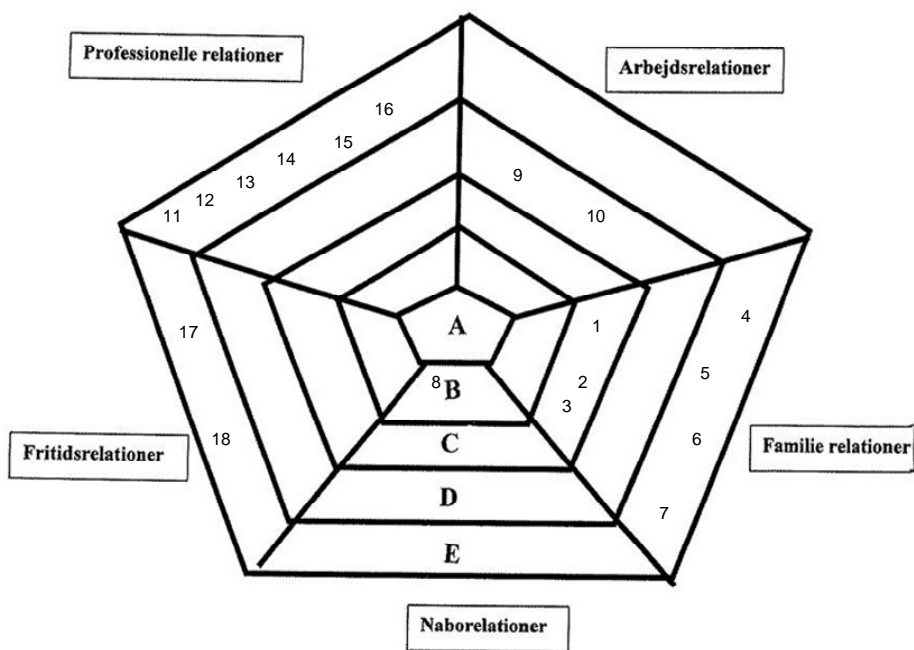 Professionelle relationer
Arbejdsrelationer
16
15
14
13
12
11
9
10
A
1
4
17
8
B
2
3
5
18
Fritidsrelationer
C
6
Familie relationer
D
7
E
Naborelationer